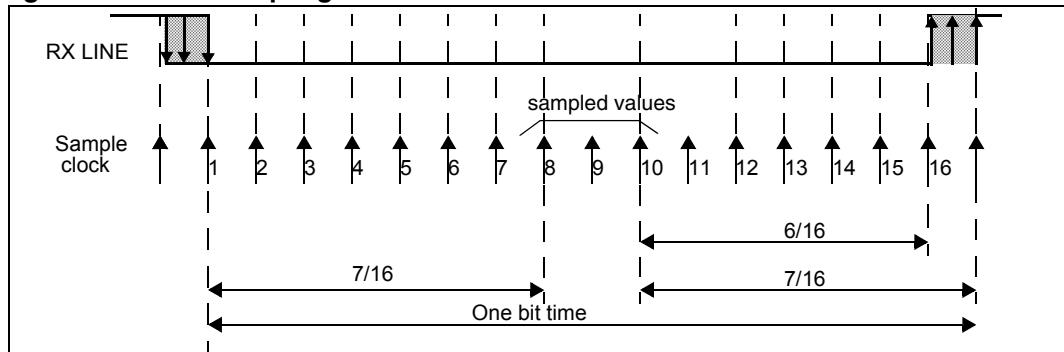 RX LINE
sampled values
Sample
clock
1 2 3 4 5 6 7 8 9 10 11 12 13 14 15 16
6/16
7/16
7/16
One bit time